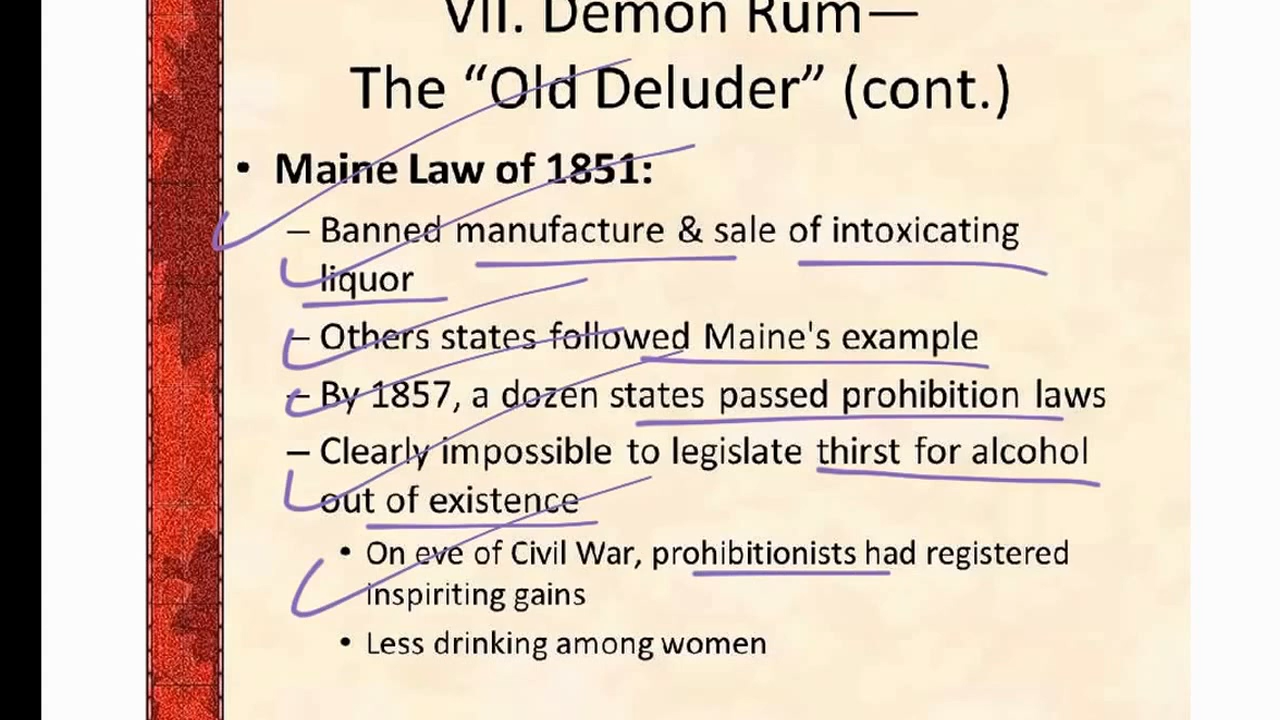 VII. Demon Rum—
The “Old Deluder” (cont.)
• Maine Law of 1851:
– Banned manufacture & sale of intoxicating
liquor
– Others states followed Maine's example
– By 1857, a dozen states passed prohibition laws
– Clearly impossible to legislate thirst for alcohol
out of existence
• On eve of Civil War, prohibitionists had registered
inspiriting gains
• Less drinking among women